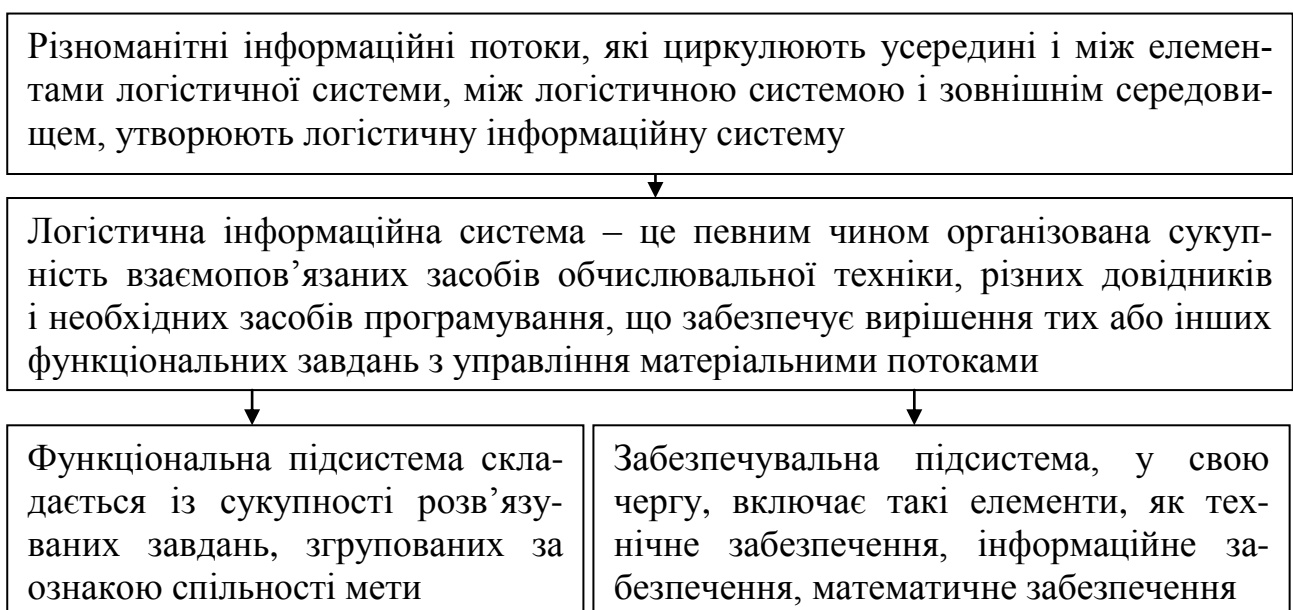 Різноманітні інформаційні потоки, які циркулюють усередині і між елемен-
тами логістичної системи, між логістичною системою і зовнішнім середови-
щем, утворюють логістичну інформаційну систему
Логістична інформаційна система – це певним чином організована сукуп-
ність взаємопов’язаних засобів обчислювальної техніки, різних довідників
і необхідних засобів програмування, що забезпечує вирішення тих або інших
функціональних завдань з управління матеріальними потоками
Функціональна підсистема скла-
дається із сукупності розв’язу-
ваних завдань, згрупованих за
ознакою спільності мети
Забезпечувальна підсистема, у свою
чергу, включає такі елементи, як тех-
нічне забезпечення, інформаційне за-
безпечення, математичне забезпечення